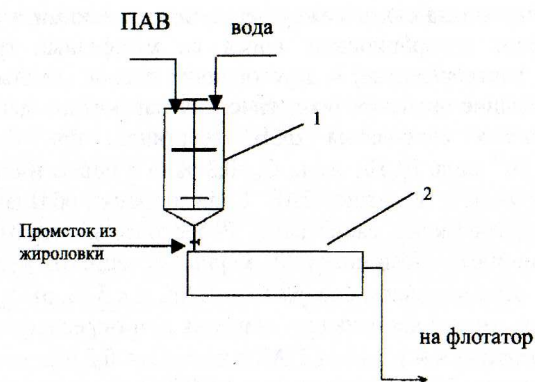 ПАВ
вода
1
2
Промсток из
жироловки
на флотатор